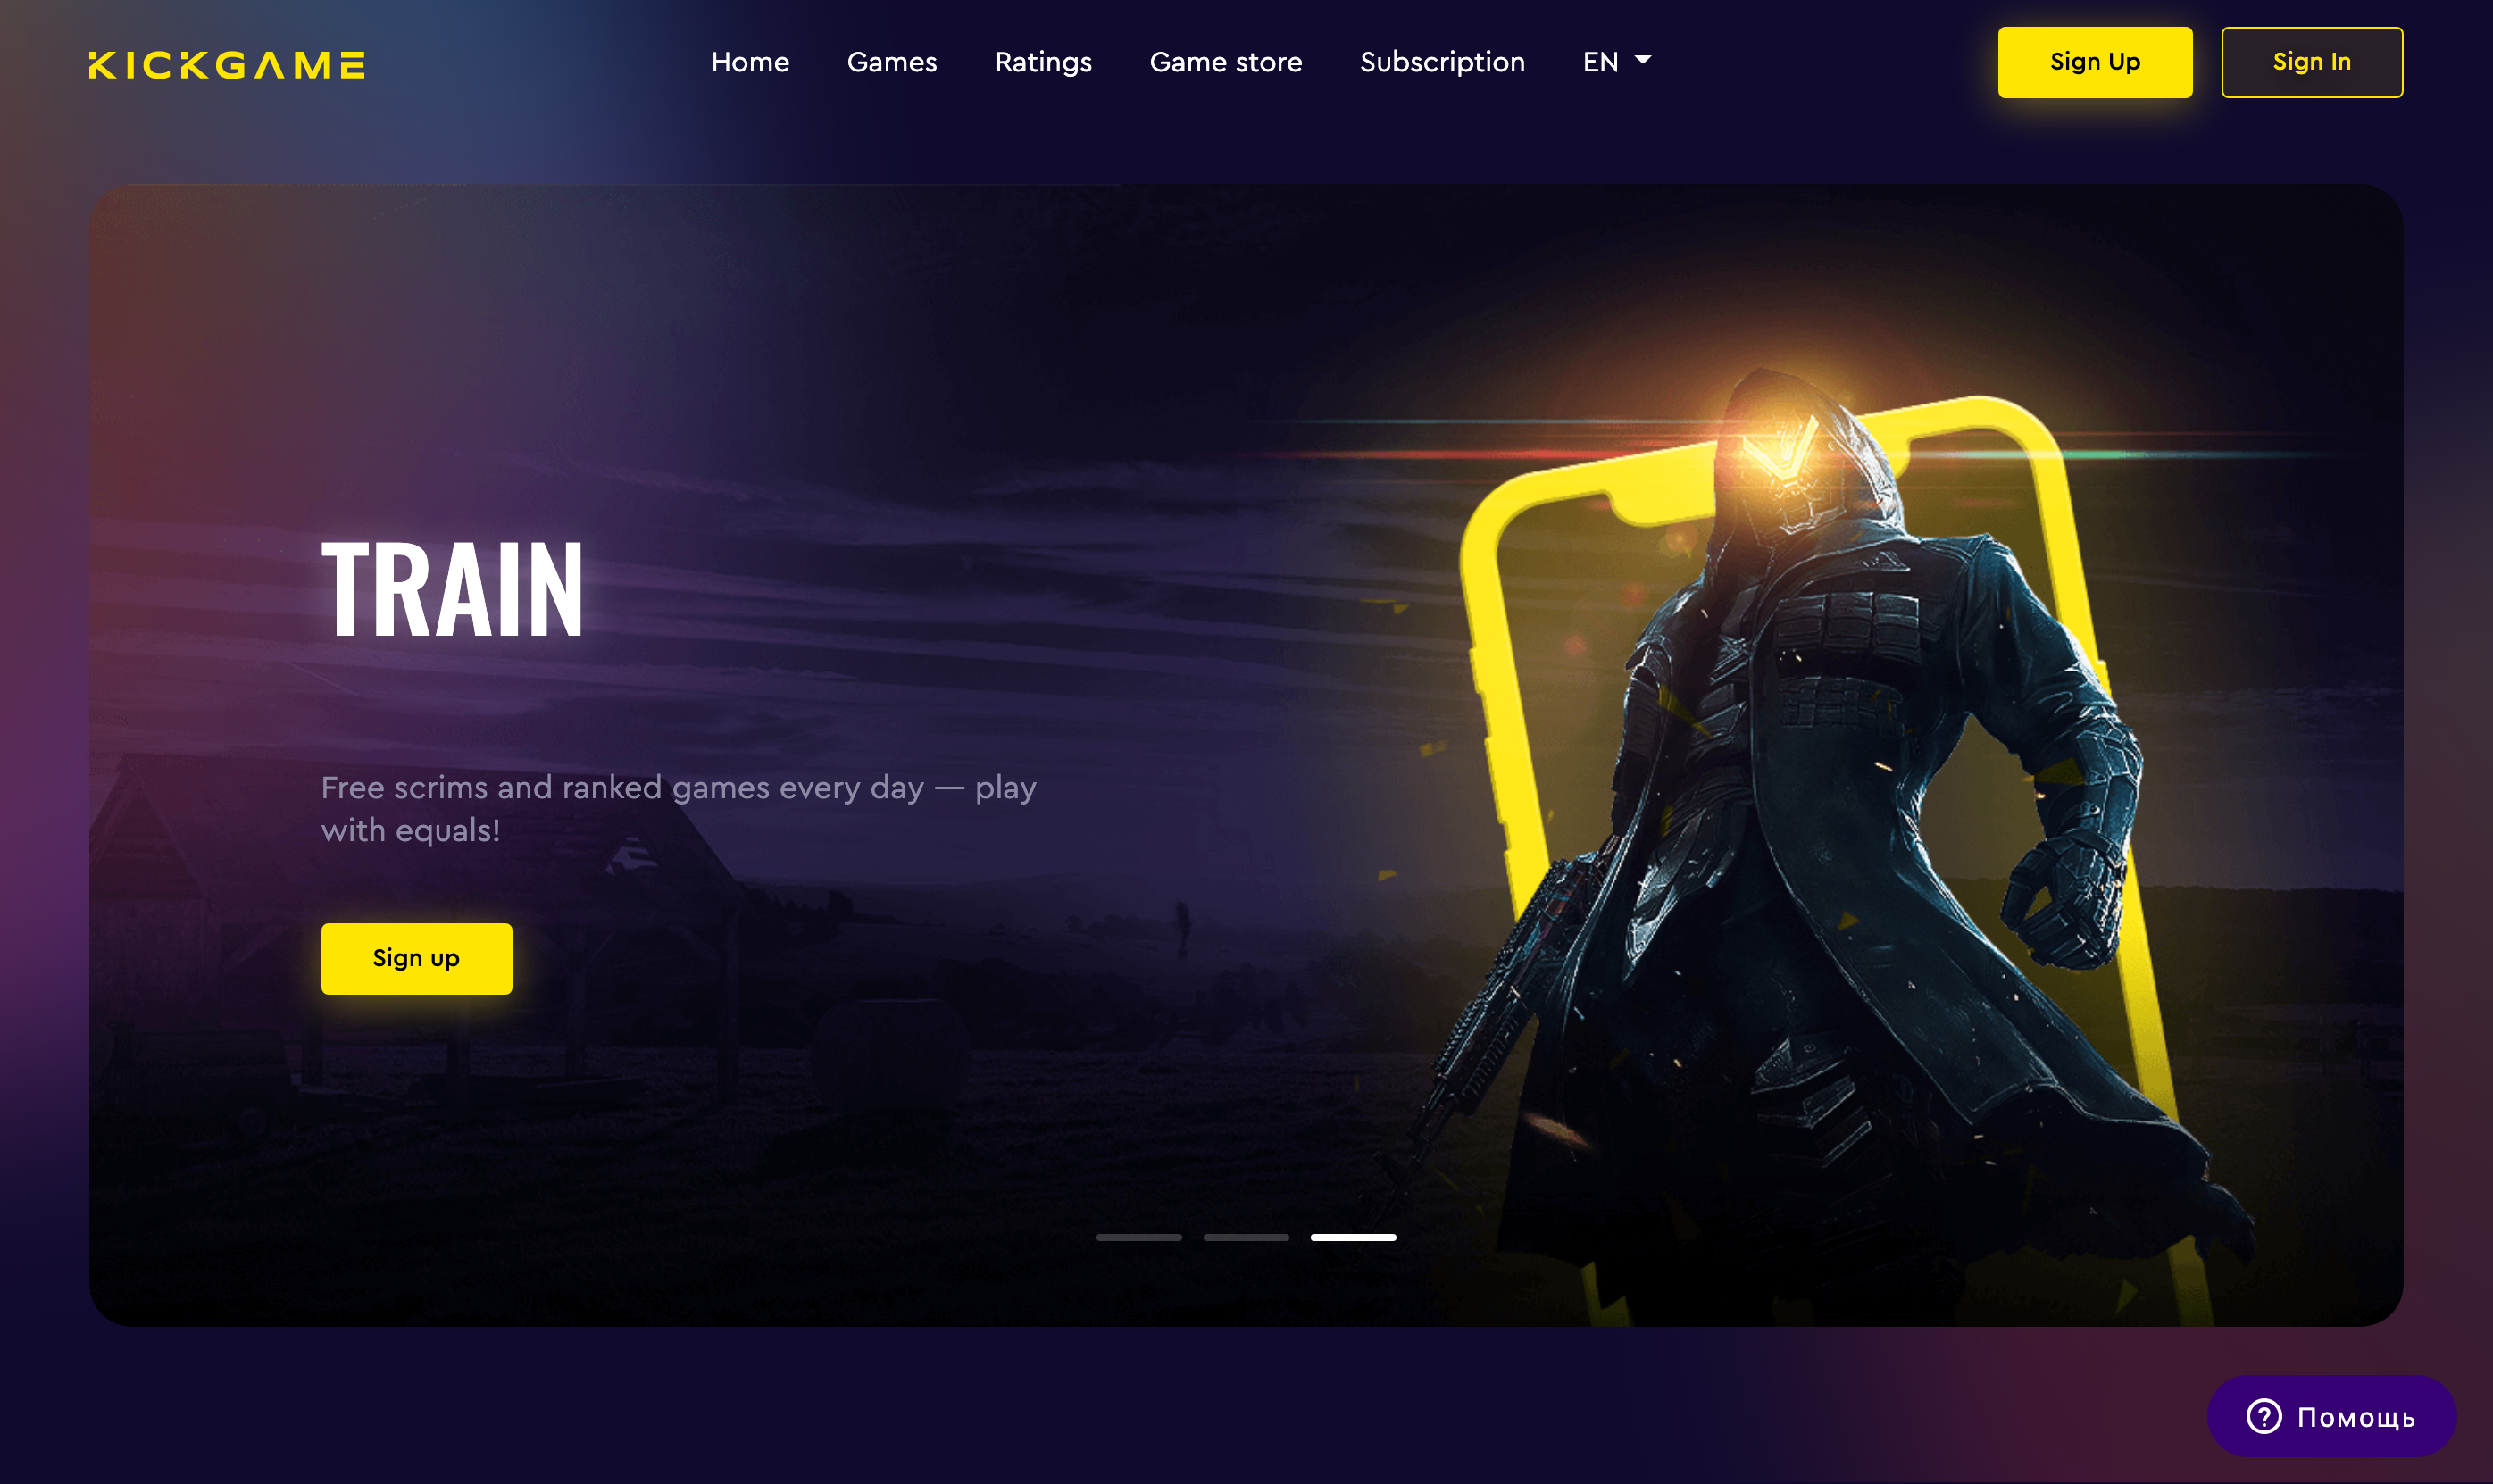 KICKGAME
Home
Games
Ratings
Game store
Subscription
EN
Sign Up
Sign In
TRAIN
Free scrims and ranked games every day — play
with equals!
Sign up
Помощь